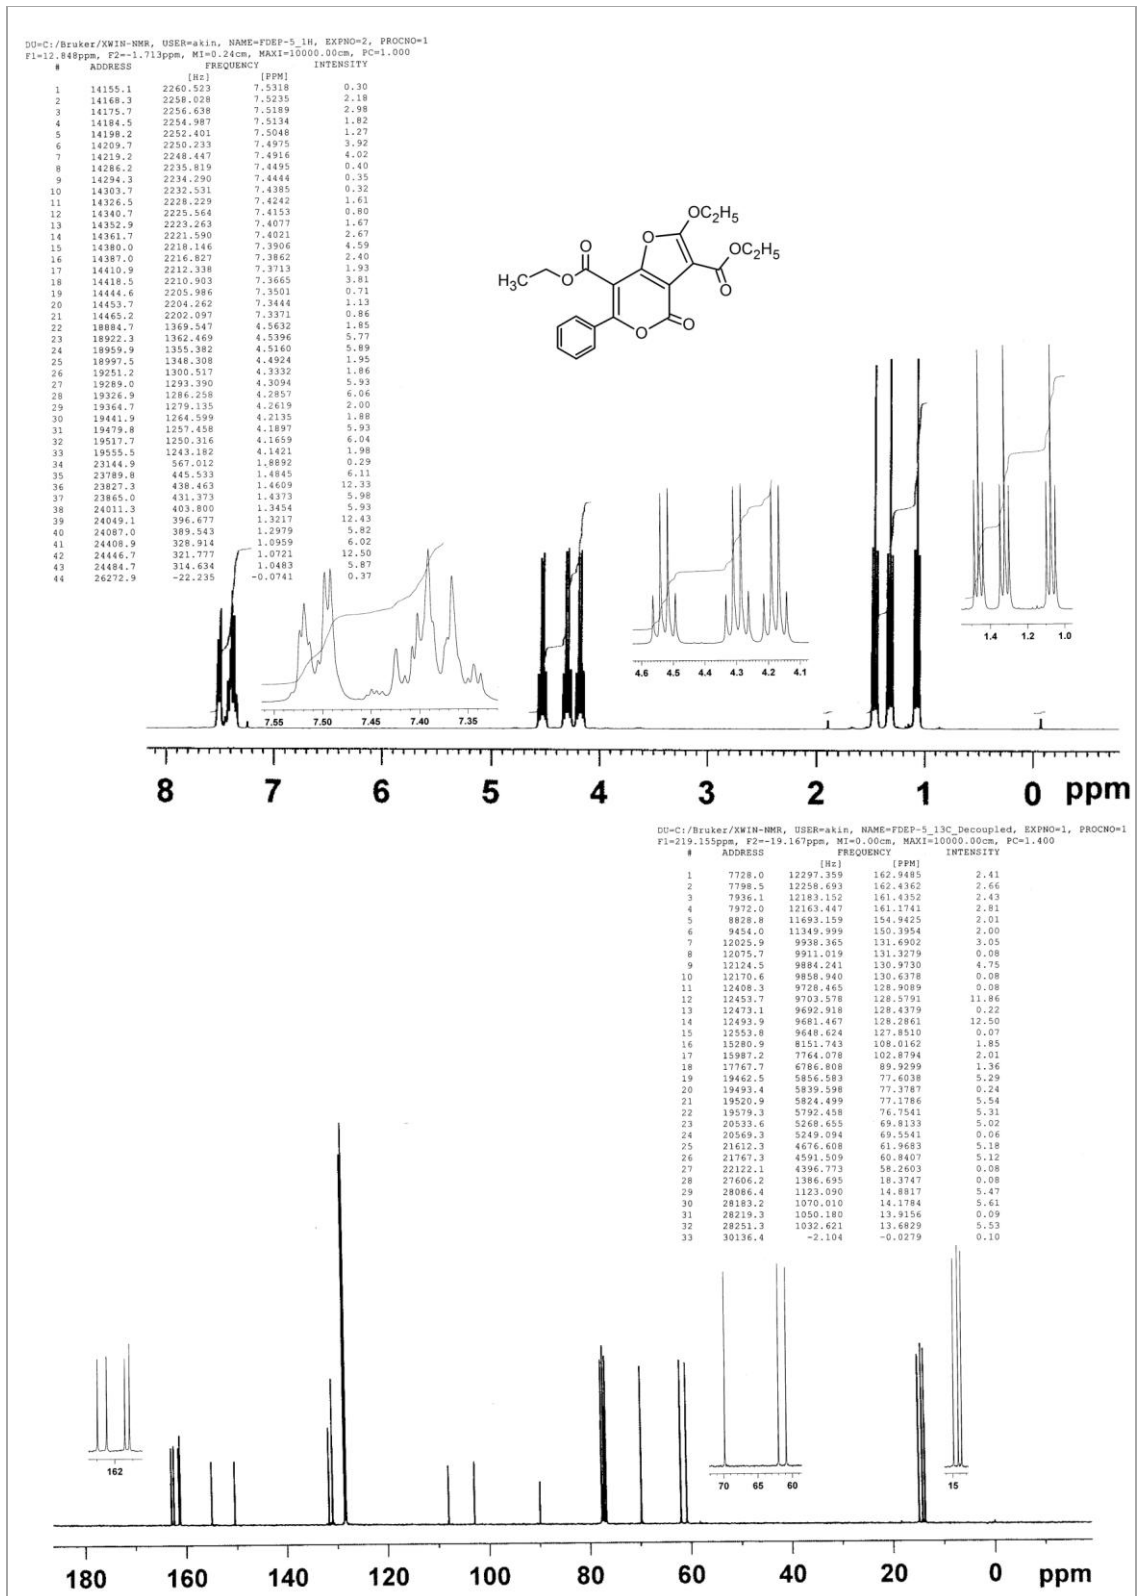 DU=C:/Bruker/XWIN-NMR, USER=akin, NAME=FDEP-5_1H, EXPNO=2, PROCNO=1
F1=12.848ppm, F2=-1.713ppm, MI=0.24cm, MAXI=10000.00cm, PC=1.000
# ADDRESS FREQUENCY INTENSITY
[Hz] [PPM]
1 14155.1 2260.523 7.5318 0.30
2 14168.3 2258.028 7.5235 2.18
3 14175.7 2256.638 7.5189 2.98
4 14184.5 2254.987 7.5134 1.82
5 14198.2 2252.401 7.5048 1.27
6 14209.7 2250.233 7.4975 3.92
7 14219.2 2248.447 7.4916 4.02
8 14286.2 2235.819 7.4495 0.40
9 14294.3 2234.290 7.4444 0.35
10 14303.7 2232.531 7.4385 0.32
11 14326.5 2228.229 7.4242 1.61
12 14340.7 2225.564 7.4153 0.80
13 14352.9 2223.263 7.4077 1.67
14 14361.7 2221.590 7.4021 2.67
15 14380.0 2218.146 7.3906 4.59
16 14387.0 2216.827 7.3862 2.40
17 14410.9 2212.338 7.3713 1.93
18 14418.5 2210.903 7.3665 3.81
19 14444.6 2205.986 7.3501 0.71
20 14453.7 2204.262 7.3444 1.13
21 14465.2 2202.097 7.3371 0.86
22 18884.7 1369.547 4.5632 1.85
23 18922.3 1362.469 4.5396 5.77
24 18959.9 1355.382 4.5160 5.89
25 18997.5 1348.308 4.4924 1.95
26 19251.2 1300.517 4.3332 1.86
27 19289.0 1293.390 4.3094 5.93
28 19326.9 1286.258 4.2857 6.06
29 19364.7 1279.135 4.2619 2.00
30 19441.9 1264.599 4.2135 1.88
31 19479.8 1257.458 4.1897 5.93
32 19517.7 1250.316 4.1659 6.04
33 19555.5 1243.182 4.1421 1.98
34 23144.9 567.012 1.8892 0.29
35 23789.8 445.533 1.4845 6.11
36 23827.3 438.463 1.4609 12.33
37 23865.0 431.373 1.4373 5.98
38 24011.3 403.800 1.3454 5.93
39 24049.1 396.677 1.3217 12.43
40 24087.0 389.543 1.2979 5.82
41 24408.9 328.914 1.0959 6.02
42 24446.7 321.777 1.0721 12.50
43 24484.7 314.634 1.0483 5.87
44 26272.9 -22.235 -0.0741 0.37
OC2H5
O
O
OC2H5
H3C
O
O
O
O
7.55 7.50 7.45 7.40 7.35
4.6 4.5 4.4 4.3 4.2 4.1
1.4 1.2 1.0
8 7 6 5 4 3 2 1 0 ppm
DU=C:/Bruker/XWIN-NMR, USER=akin, NAME=FDEP-5_13C_Decoupled, EXPNO=1, PROCNO=1
F1=219.155ppm, F2=-19.167ppm, MI=0.00cm, MAXI=10000.00cm, PC=1.400
# ADDRESS FREQUENCY INTENSITY
[Hz] [PPM]
1 7728.0 12297.359 162.9485 2.41
2 7798.5 12258.693 162.4362 2.66
3 7936.1 12183.152 161.4352 2.43
4 7972.0 12163.447 161.1741 2.81
5 8828.8 11693.159 154.9425 2.01
6 9454.0 11349.999 150.3954 2.00
7 12025.9 9938.365 131.6902 3.05
8 12075.7 9911.019 131.3279 0.08
9 12124.5 9884.241 130.9730 4.75
10 12170.6 9858.940 130.6378 0.08
11 12408.3 9728.465 128.9089 0.08
12 12453.7 9703.578 128.5791 11.86
13 12473.1 9692.918 128.4379 0.22
14 12493.9 9681.467 128.2861 12.50
15 12553.8 9648.624 127.8510 0.07
16 15280.9 8151.743 108.0162 1.85
17 15987.2 7764.078 102.8794 2.01
18 17767.7 6786.808 89.9299 1.36
19 19462.5 5856.583 77.6038 5.29
20 19493.4 5839.598 77.3787 0.24
21 19520.9 5824.499 77.1786 5.54
22 19579.3 5792.458 76.7541 5.31
23 20533.6 5268.655 69.8133 5.02
24 20569.3 5249.094 69.5541 0.06
25 21612.3 4676.608 61.9683 5.18
26 21767.3 4591.509 60.8407 5.12
27 22122.1 4396.773 58.2603 0.08
28 27606.2 1386.695 18.3747 0.08
29 28086.4 1123.090 14.8817 5.47
30 28183.2 1070.010 14.1784 5.61
31 28219.3 1050.180 13.9156 0.09
32 28251.3 1032.621 13.6829 5.53
33 30136.4 -2.104 -0.0279 0.10
162
70 65 60
15
180 160 140 120 100 80 60 40 20 0 ppm